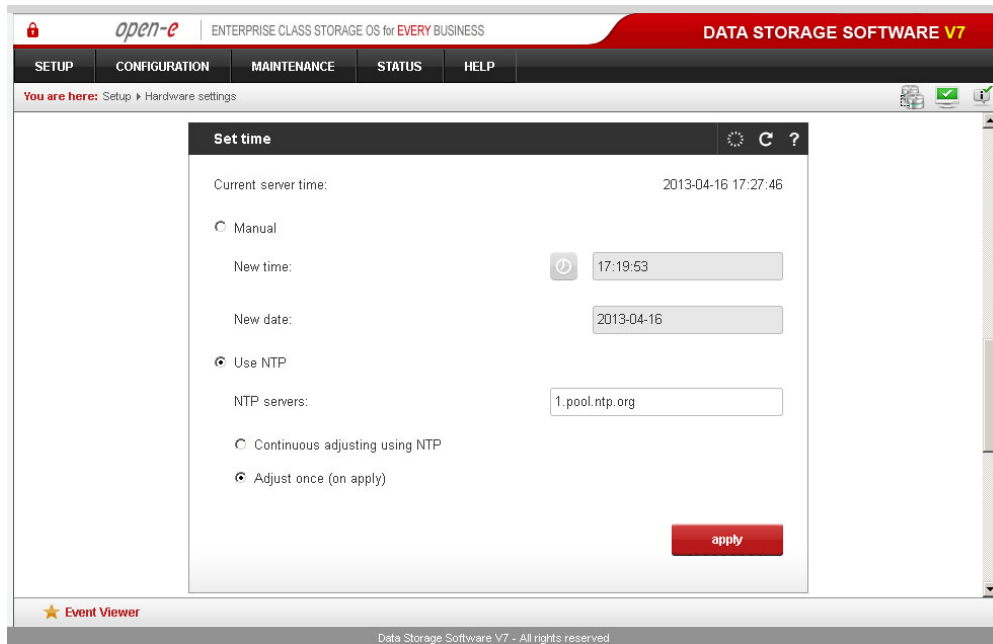 open-e ENTERPRISE CLASS STORAGE OS for EVERY BUSINESS DATA STORAGE SOFTWARE V7
SETUP CONFIGURATION MAINTENANCE STATUS HELP
You are here: Setup Hardware settings
Set time ?
Current server time: 2013-04-16 17:27:46
Manual
New time: 17:19:53
New date: 2013-04-16
Use NTP
NTP servers: 1.pool.ntp.org
Continuous adjusting using NTP
Adjust once (on apply)
apply
Event Viewer
Data Storage Software V7 - All rights reserved